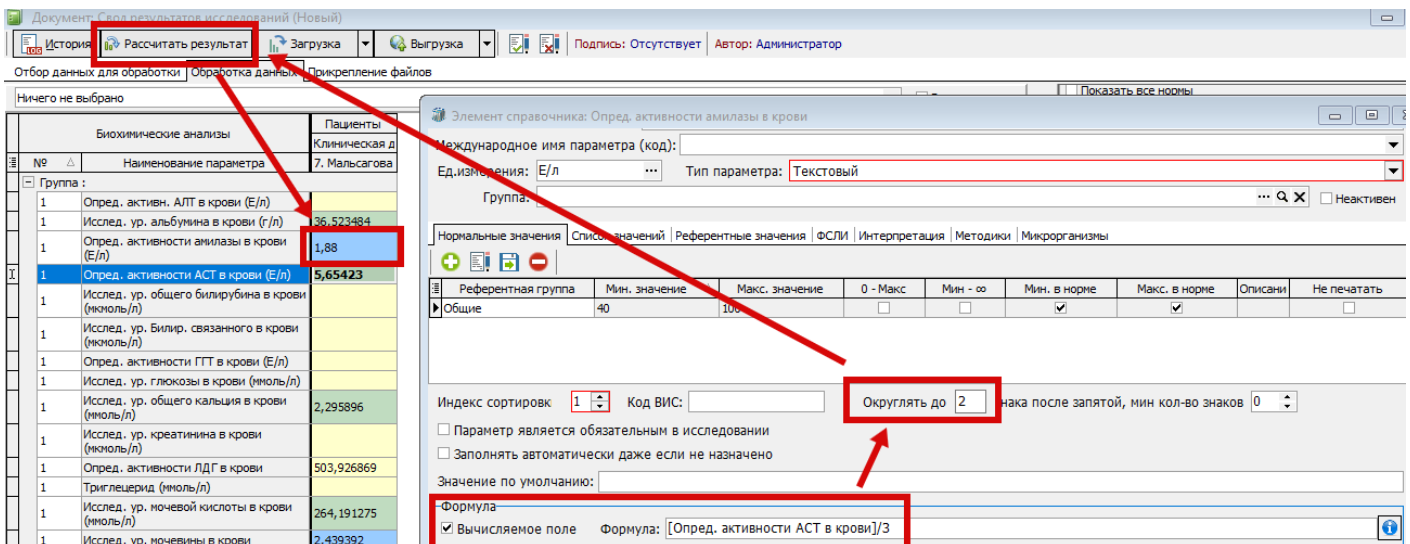 Документ: Свод результатов исследований (Новый)
История Рассчитать результат Загрузка Выгрузка Подпись: Отсутствует Автор: Администратор
Отбор данных для обработки Обработка данных Прикрепление файлов
Ничего не выбрано
Показать все нормы
Биохимические анализы
Пациенты
Клиническая д
№ Наименование параметра 7. Мальсагова
Группа :
1 Опред. активн. АЛТ в крови (Е/л)
1 Исслед. ур. альбумина в крови (г/л) 36,523484
1 Опред. активности амилазы в крови (Е/л) 1,88
1 Опред. активности АСТ в крови (Е/л) 5,65423
1 Исслед. ур. общего билирубина в крови (мкмоль/л)
1 Исслед. ур. Билир. связанного в крови (мкмоль/л)
1 Опред. активности ГГТ в крови (Е/л)
1 Исслед. ур. глюкозы в крови (ммоль/л)
1 Исслед. ур. общего кальция в крови (ммоль/л) 2,295896
1 Исслед. ур. креатинина в крови (мкмоль/л)
1 Опред. активности ЛДГ в крови 503,926869
1 Триглецерид (ммоль/л)
1 Исслед. ур. мочевой кислоты в крови (ммоль/л) 264,191275
1 Исслед. ур. мочевины в крови 2,439392
Элемент справочника: Опред. активности амилазы в крови
Международное имя параметра (код):
Ед.измерения: Е/л ... Тип параметра: Текстовый
Группа: ... Неактивен
Нормальные значения Список значений Референтные значения ФСЛИ Интерпретация Методики Микрорганизмы
Референтная группа Мин. значение Макс. значение 0 - Макс Мин - ∞ Мин. в норме Макс. в норме Описани Не печатать
Общие 40
Индекс сортировк 1 Код ВИС: Округлять до 2 нака после запятой, мин кол-во знаков 0
Параметр является обязательным в исследовании
Заполнять автоматически даже если не назначено
Значение по умолчанию:
Формула
Вычисляемое поле Формула: [Опред. активности АСТ в крови]/3